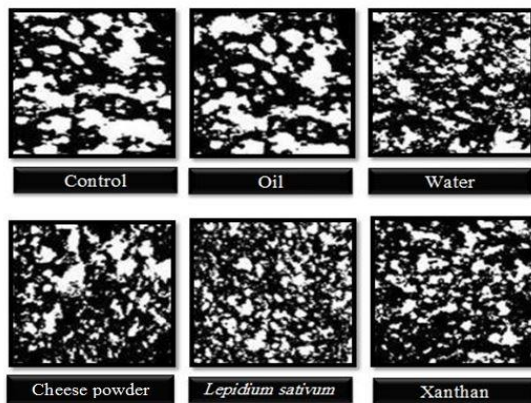 Control
Oil
Water
Cheese powder
Lepidium sativum
Xanthan